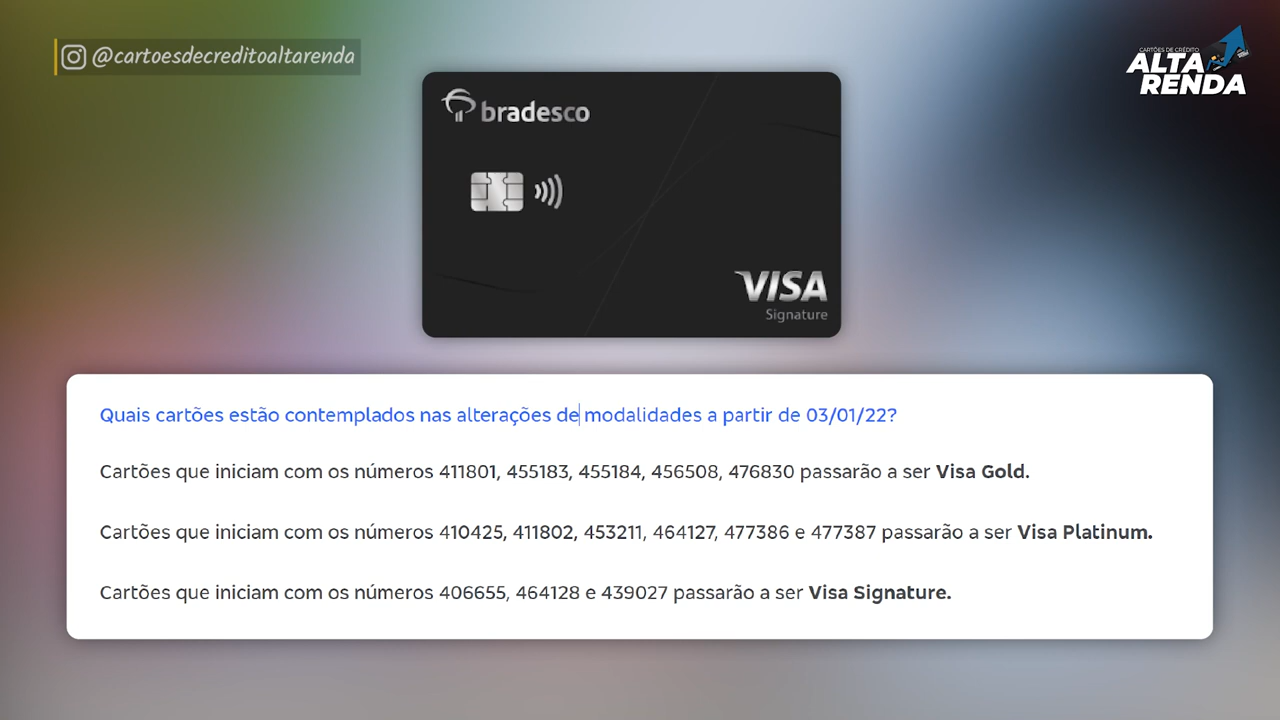 @cartoesdecreditoaltarenda
CARTÕES DE CRÉDITO
ALTA
RENDA
bradesco
VISA
Signature
Quais cartões estão contemplados nas alterações de modalidades a partir de 03/01/22?
Cartões que iniciam com os números 411801, 455183, 455184, 456508, 476830 passarão a ser Visa Gold.
Cartões que iniciam com os números 410425, 411802, 453211, 464127, 477386 e 477387 passarão a ser Visa Platinum.
Cartões que iniciam com os números 406655, 464128 e 439027 passarão a ser Visa Signature.